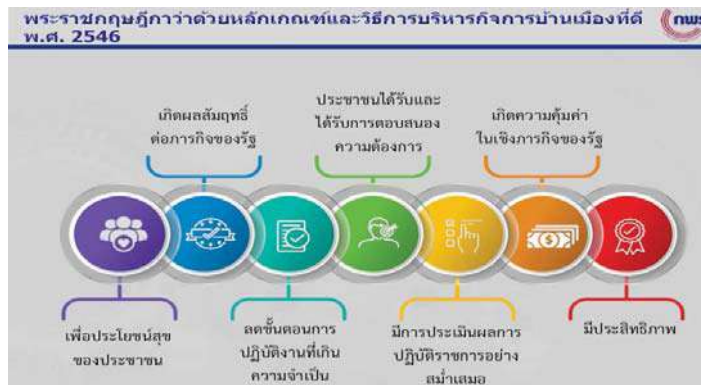 พระราชกฤษฎีกาว่าด้วยหลักเกณฑ์และวิธีการบริหารกิจการบ้านเมืองที่ดี
พ.ศ. 2546
กพร
เกิดผลสัมฤทธิ์
ต่อภารกิจของรัฐ
ประชาชนได้รับและ
ได้รับการตอบสนอง
ความต้องการ
เกิดความคุ้มค่า
ในเชิงภารกิจของรัฐ
เพื่อประโยชน์สุข
ของประชาชน
ลดขั้นตอนการ
ปฏิบัติงานที่เกิน
ความจำเป็น
มีการประเมินผลการ
ปฏิบัติราชการอย่าง
สม่ำเสมอ
มีประสิทธิภาพ